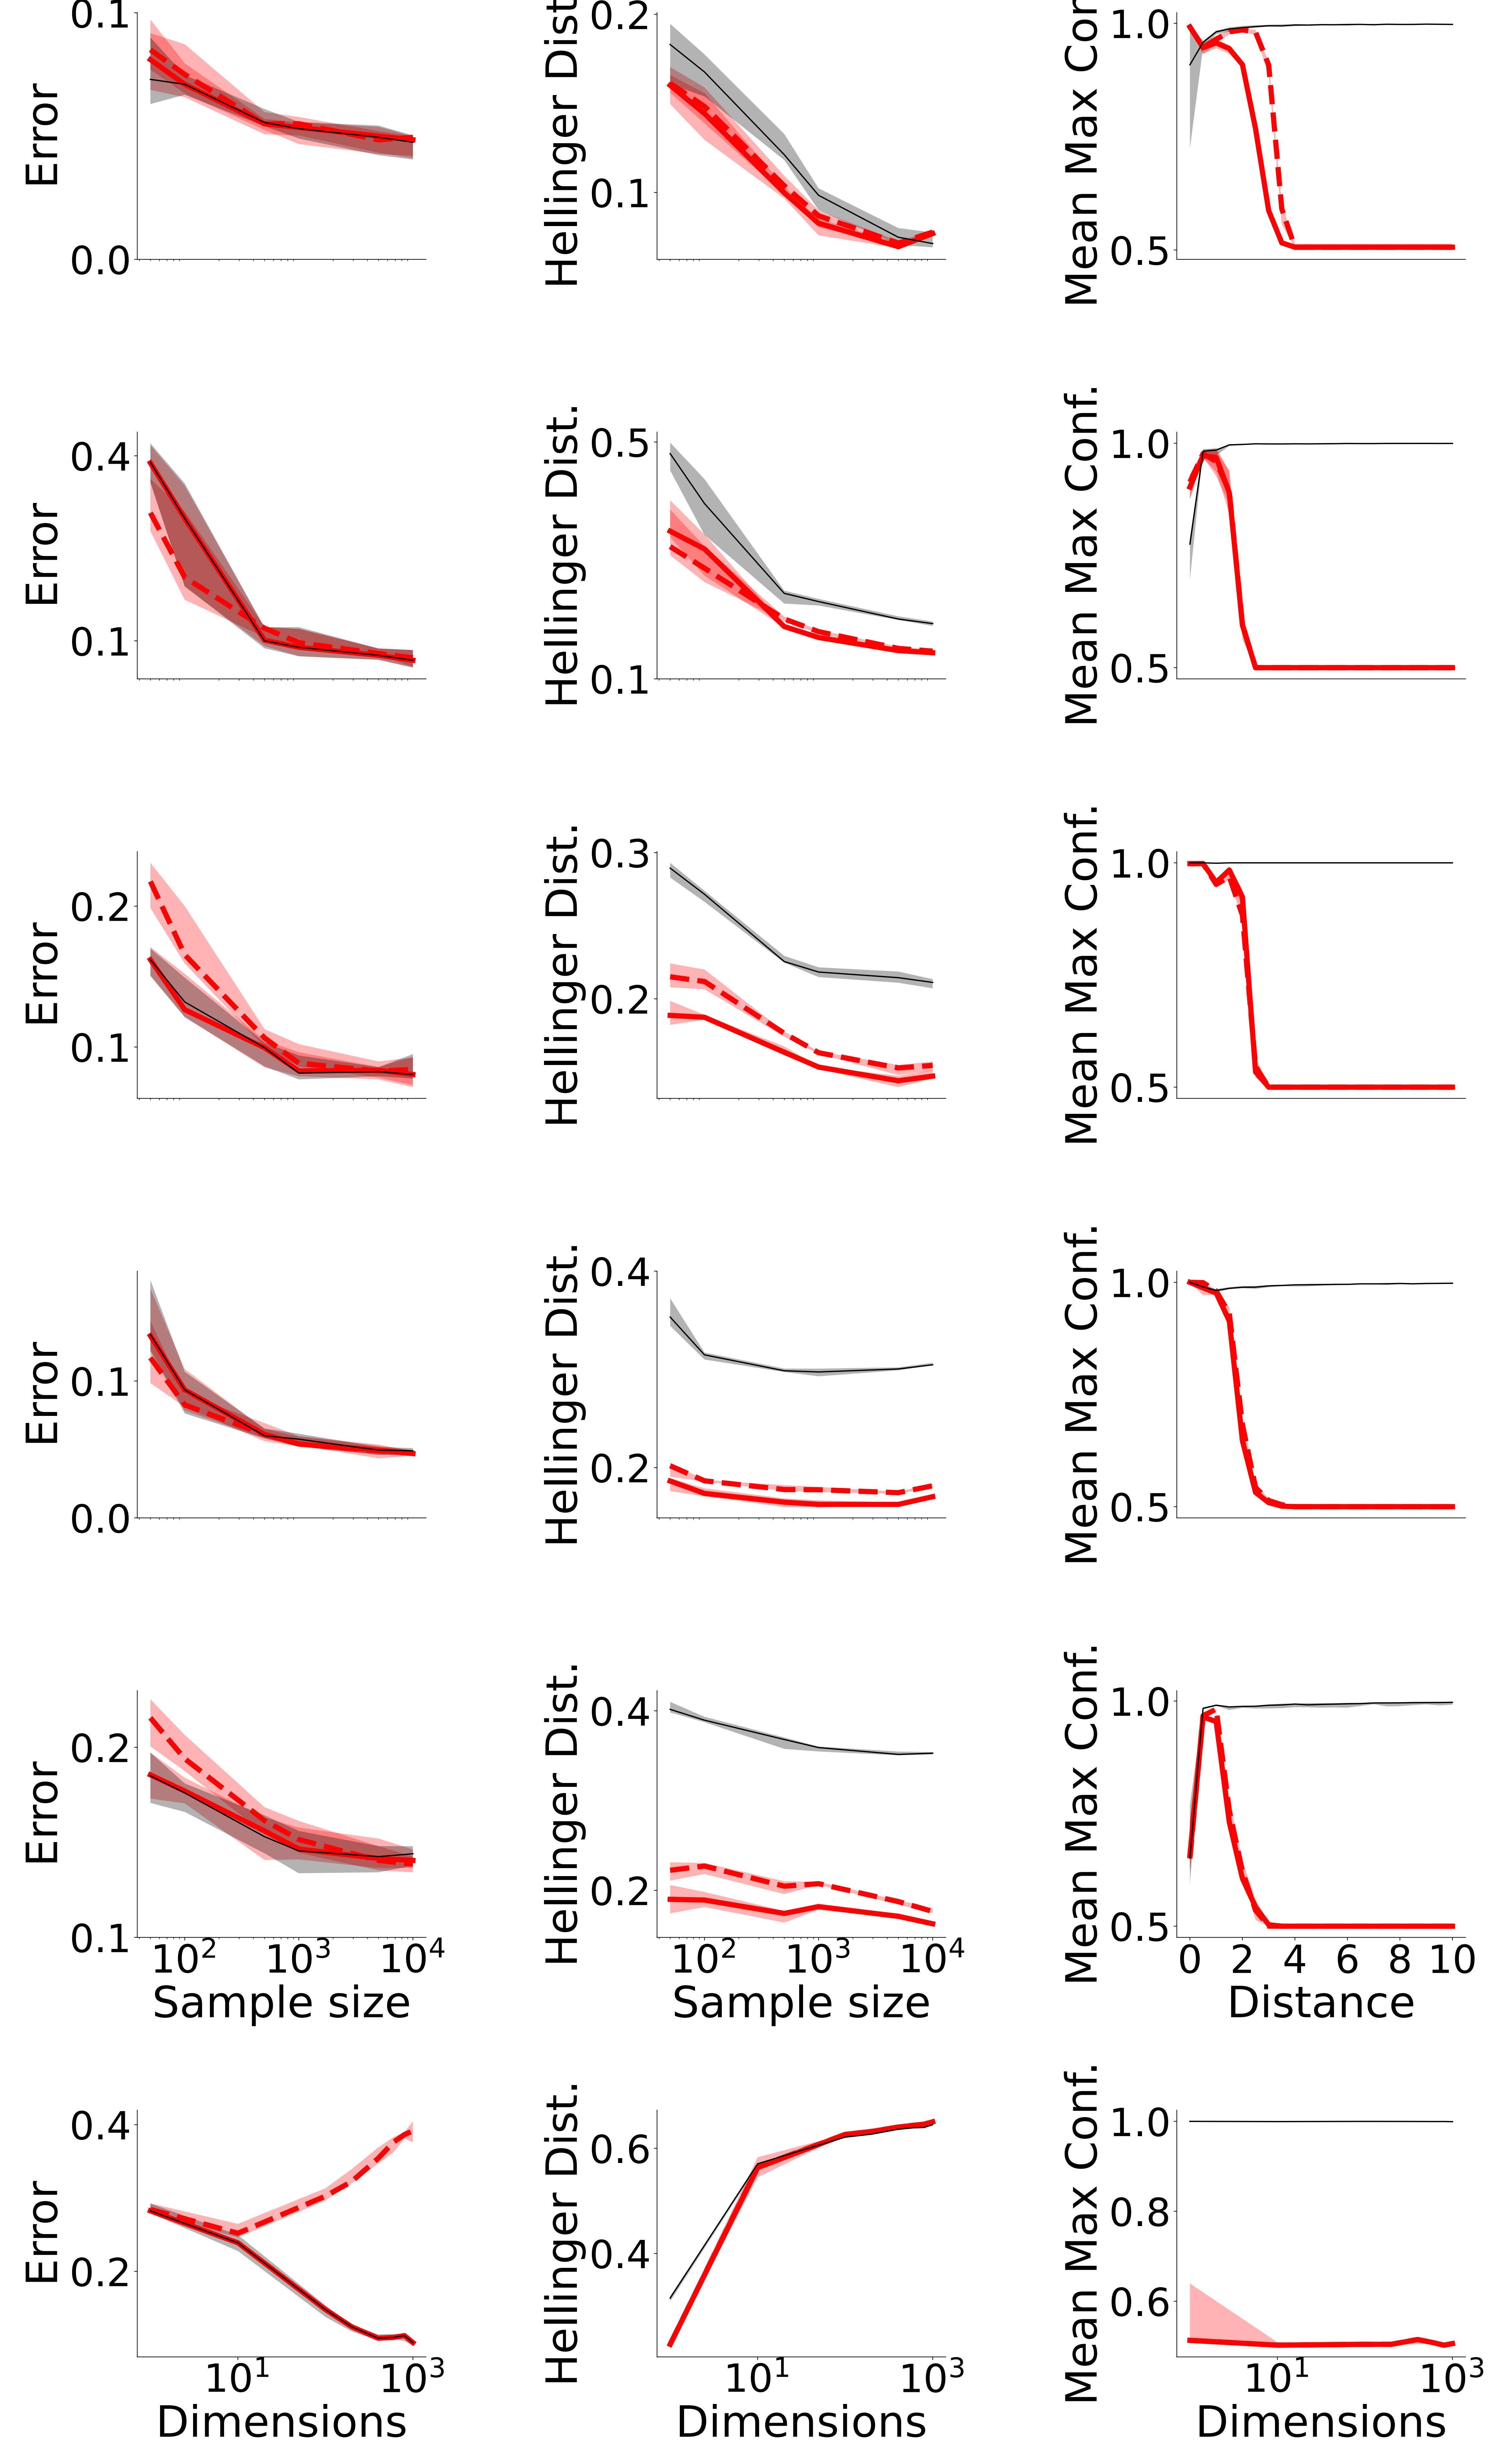 0.1
0.0
Error
0.2
0.1
Hellinger Dist.
1.0
0.5
Mean Max Con
0.4
0.1
Error
0.5
0.1
Hellinger Dist.
1.0
0.5
Mean Max Conf.
0.2
0.1
Error
0.3
0.2
Hellinger Dist.
1.0
0.5
Mean Max Conf.
0.1
0.0
Error
0.4
0.2
Hellinger Dist.
1.0
0.5
Mean Max Conf.
0.2
0.1
Error
10² 10³ 10⁴
Sample size
0.4
0.2
Hellinger Dist.
10² 10³ 10⁴
Sample size
1.0
0.5
Mean Max Conf.
0 2 4 6 8 10
Distance
0.4
0.2
Error
10¹ 10³
Dimensions
0.6
0.4
Hellinger Dist.
10¹ 10³
Dimensions
1.0
0.8
0.6
Mean Max Conf.
10¹ 10³
Dimensions